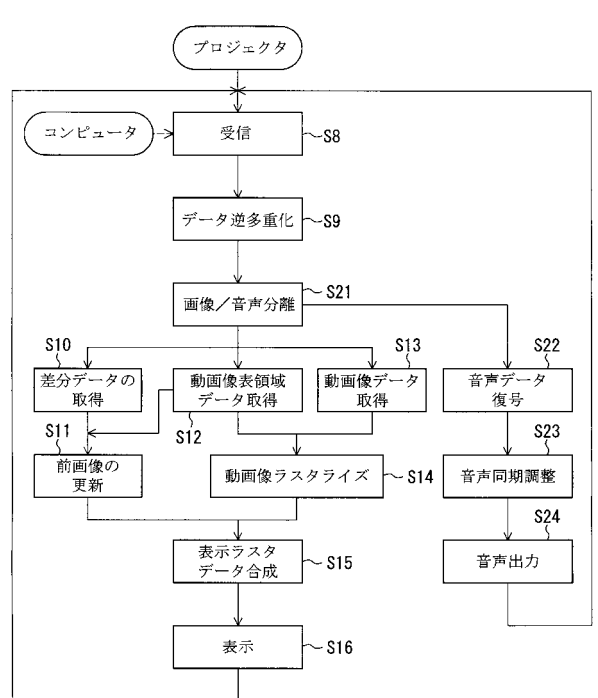 プロジェクタ
コンピュータ
受信
S8
データ逆多重化
S9
画像／音声分離
S21
S10
差分データの
取得
動画像表領域
データ取得
S12
S13
動画像データ
取得
S22
音声データ
復号
S11
前画像の
更新
動画像ラスタライズ
S14
S23
音声同期調整
表示ラスタ
データ合成
S15
S24
音声出力
表示
S16